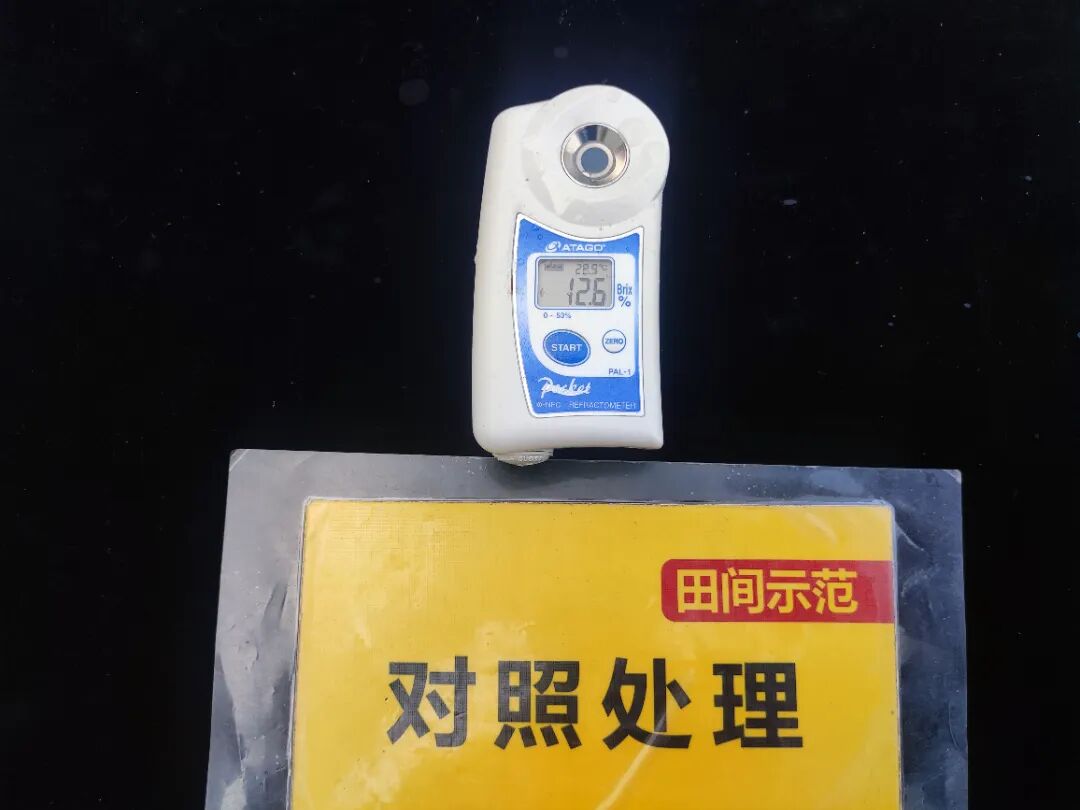 ATAGO
28.9℃
12.6
Brix
%
0 - 53%
START
ZERO
PAL-1
Pocket
REFRACTOMETER
田间示范
对照处理